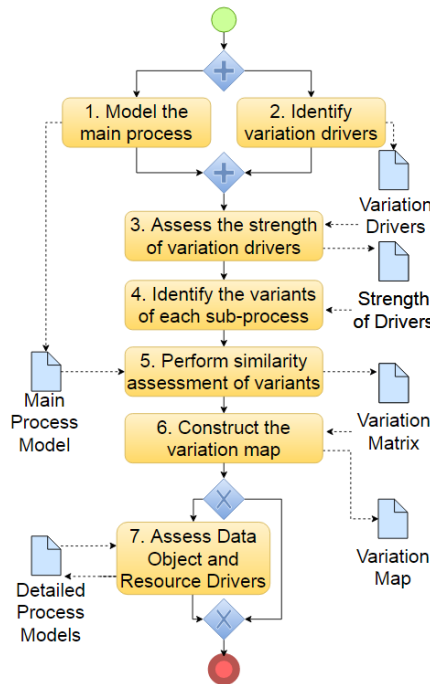 1. Model the
main process
2. Identify
variation drivers
Variation
Drivers
3. Assess the strength
of variation drivers
Strength
of Drivers
4. Identify the variants
of each sub-process
5. Perform similarity
assessment of variants
Main
Process
Model
Variation
Matrix
6. Construct the
variation map
X
Variation
Map
7. Assess Data
Object and
Resource Drivers
Detailed
Process
Models
X